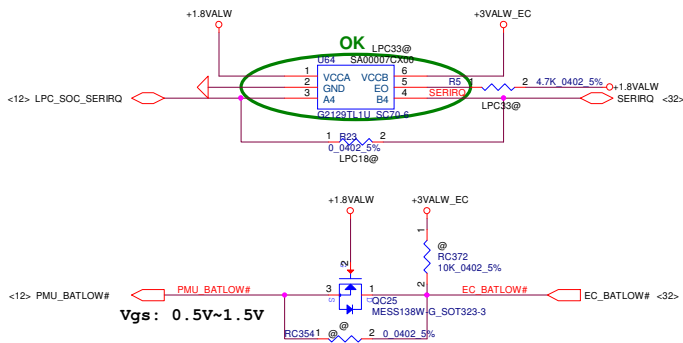 +1.8VALW
+3VALW_EC
OK
LPC33@
U64
SA00007CX00
1 VCCA VCCB 6
2 GND EO 5
3 A4 B4 4
R5 1 2 4.7K_0402_5%
+1.8VALW
SERIRQ
LPC33@
<12> LPC_SOC_SERIRQ
SERIRQ <32>
G2129TL1U_SC70-6
1 R23 2
0_0402_5%
LPC18@
+1.8VALW
+3VALW_EC
1
@
RC372
10K_0402_5%
2
2
<12> PMU_BATLOW#
PMU_BATLOW#
3 1
S D
EC_BATLOW#
EC_BATLOW# <32>
QC25
MESS138W-G_SOT323-3
Vgs: 0.5V~1.5V
@
RC354 1 @ 2 0_0402_5%